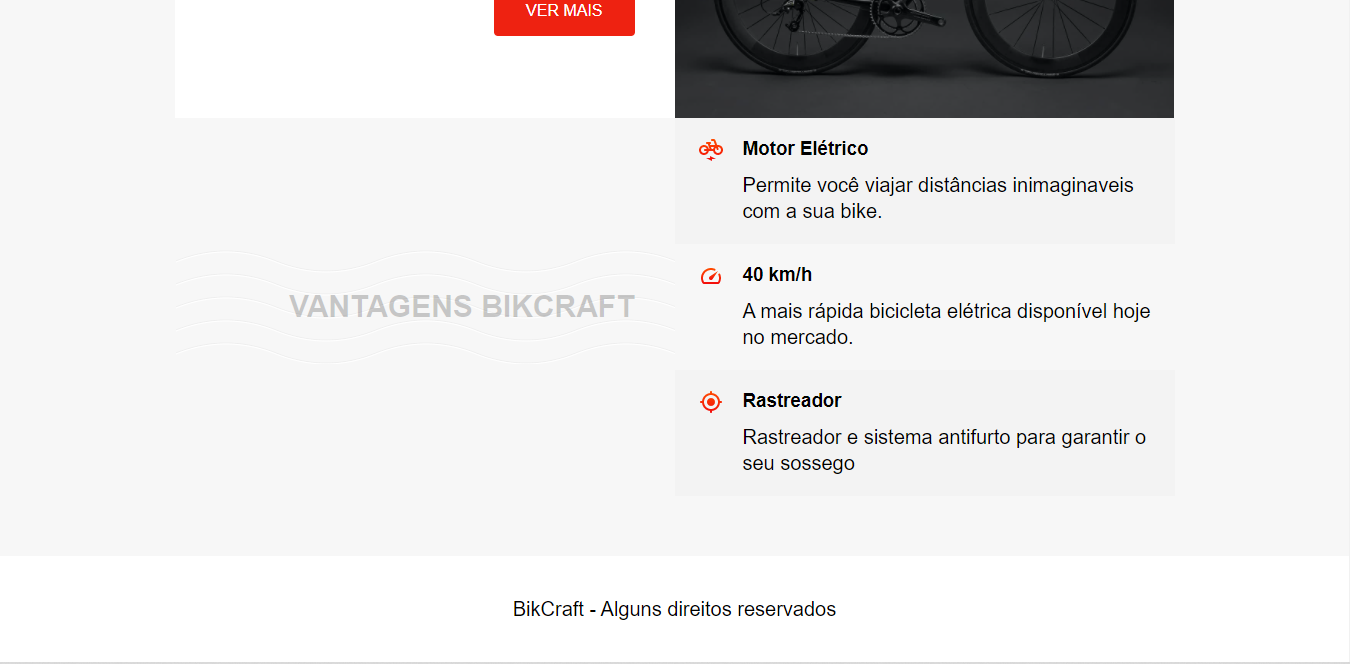 VER MAIS
Motor Elétrico
Permite você viajar distâncias inimaginaveis
com a sua bike.
VANTAGENS BIKCRAFT
40 km/h
A mais rápida bicicleta elétrica disponível hoje
no mercado.
Rastreador
Rastreador e sistema antifurto para garantir o
seu sossego
BikCraft - Alguns direitos reservados